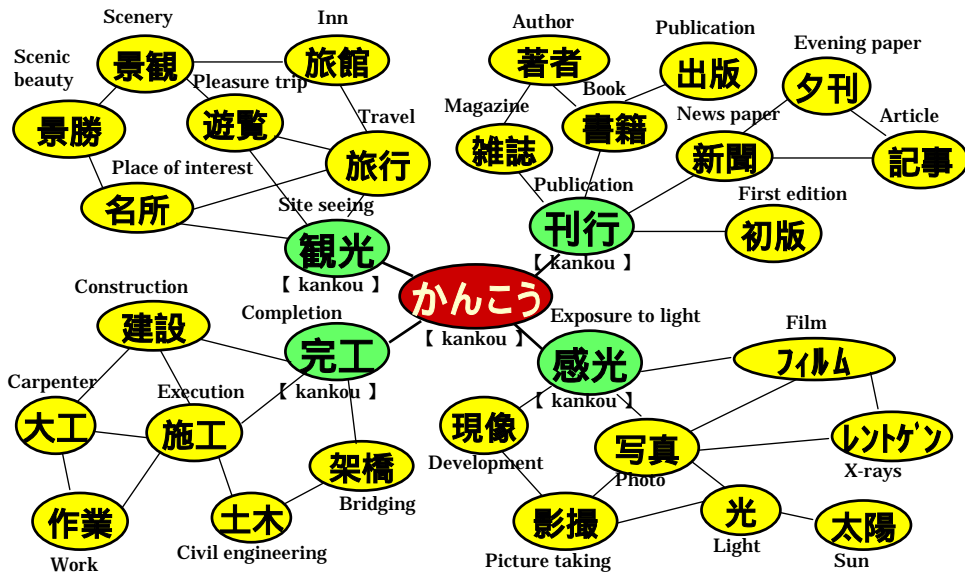 Scenery
景観
Inn
旅館
Scenic
beauty
景勝
Pleasure trip
遊覧
Travel
旅行
Place of interest
名所
Site seeing
観光
【 kankou 】
Author
著者
Publication
出版
Evening paper
夕刊
Magazine
雑誌
Book
書籍
News paper
新聞
Article
記事
Publication
刊行
【 kankou 】
First edition
初版
かんこう
【 kankou 】
Construction
建設
Completion
完工
【 kankou 】
Carpenter
大工
Execution
施工
架橋
Bridging
作業
Work
土木
Civil engineering
Exposure to light
感光
【 kankou 】
Film
フィルム
現像
Development
写真
Photo
レントゲン
X-rays
影撮
Picture taking
光
Light
太陽
Sun